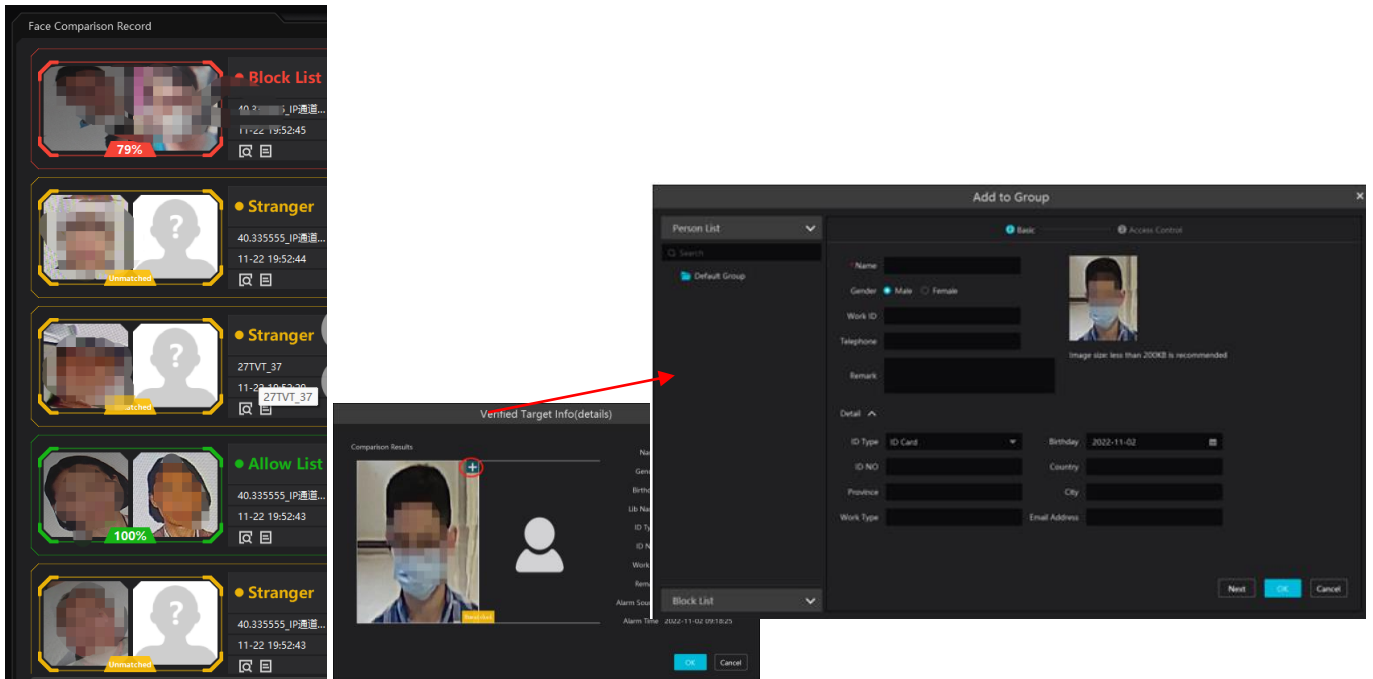 Face Comparison Record
Block List
79%
11-22 19:52:45
Stranger
40.335555_IP通道...
11-22 19:52:44
Unmatched
Stranger
27TVT_37
11-22
27TVT_37
Allow List
40.335555_IP通道...
11-22 19:52:43
100%
Stranger
40.335555_IP通道...
11-22 19:52:43
Unmatched
Verified Target Info(details)
Comparison Results
Alarm Time 2022-11-02 09:18:25
OK Cancel
Add to Group
Person List
Search
Default Group
Block List
1 Basic 2 Access Control
* Name
Gender Male Female
Work ID
Telephone
Remark
Image size: less than 200KB is recommended
Detail
ID Type ID Card Birthday 2022-11-02
ID NO Country
Province City
Work Type Email Address
Next OK Cancel